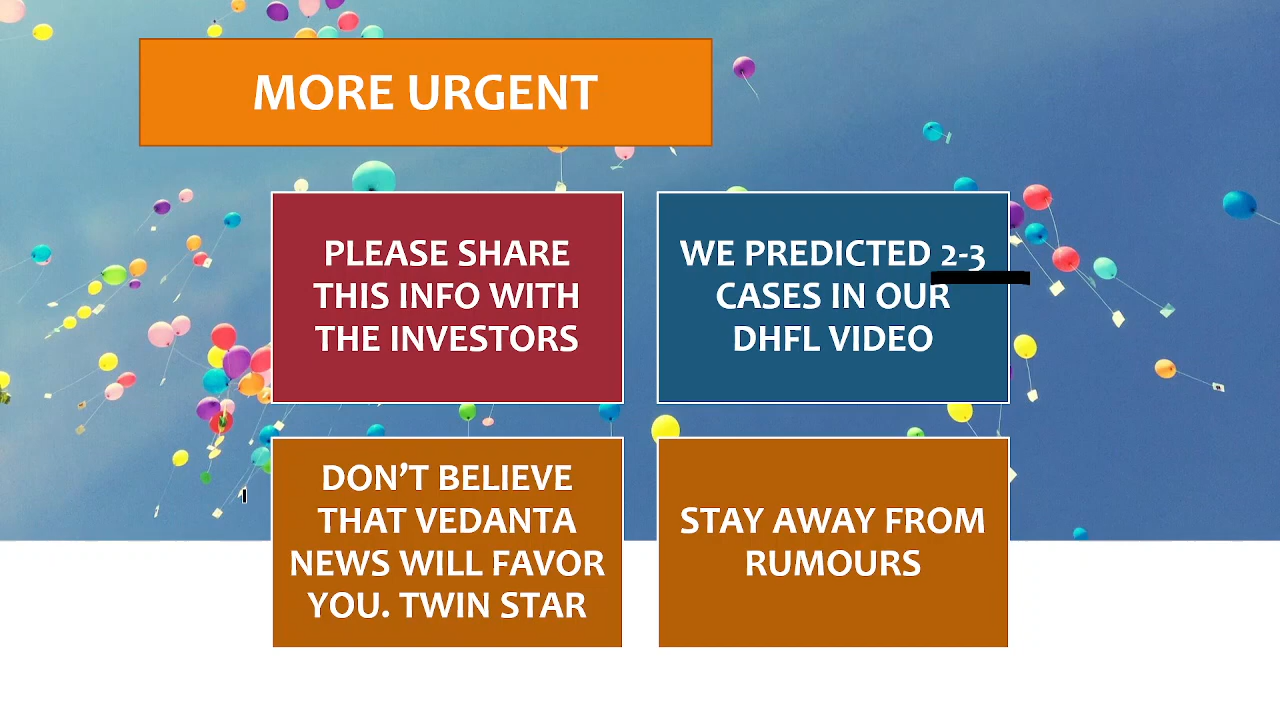 MORE URGENT
PLEASE SHARE
THIS INFO WITH
THE INVESTORS
WE PREDICTED 2-3
CASES IN OUR
DHFL VIDEO
DON’T BELIEVE
THAT VEDANTA
NEWS WILL FAVOR
YOU. TWIN STAR
STAY AWAY FROM
RUMOURS